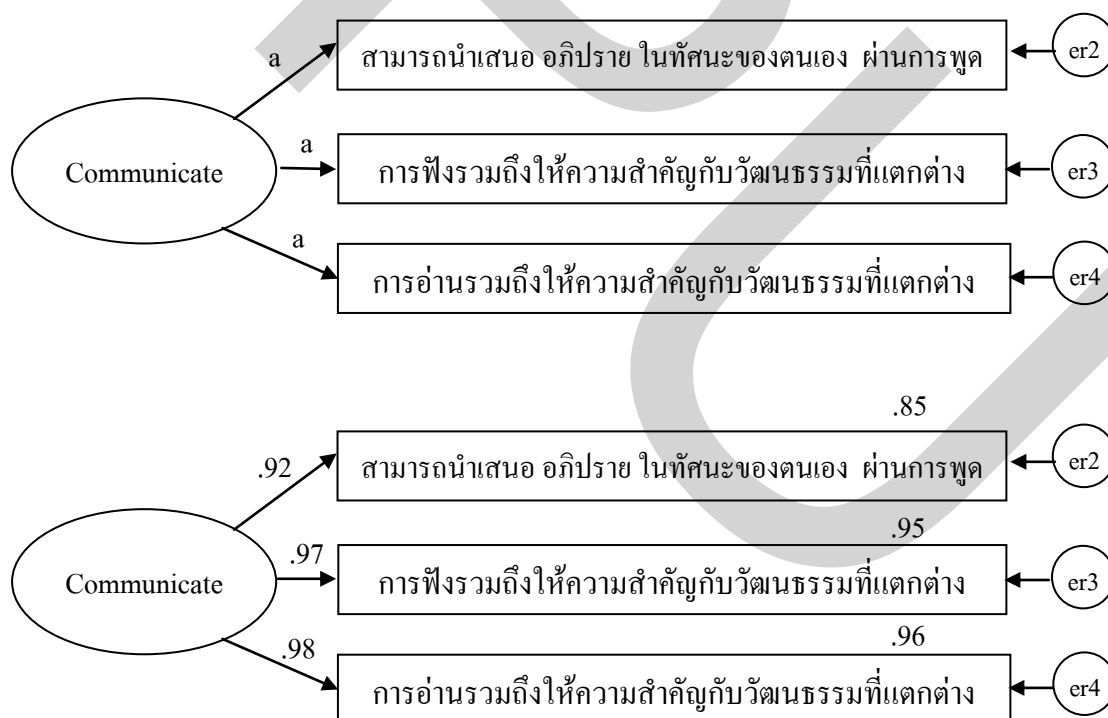 สามารถนำเสนอ อภิปราย ในทัศนะของตนเอง ผ่านการพูด
er2
a
การฟังรวมถึงให้ความสำคัญกับวัฒนธรรมที่แตกต่าง
er3
a
Communicate
a
การอ่านรวมถึงให้ความสำคัญกับวัฒนธรรมที่แตกต่าง
er4
.85
สามารถนำเสนอ อภิปราย ในทัศนะของตนเอง ผ่านการพูด
er2
.92
.95
.97
การฟังรวมถึงให้ความสำคัญกับวัฒนธรรมที่แตกต่าง
er3
Communicate
.96
.98
การอ่านรวมถึงให้ความสำคัญกับวัฒนธรรมที่แตกต่าง
er4